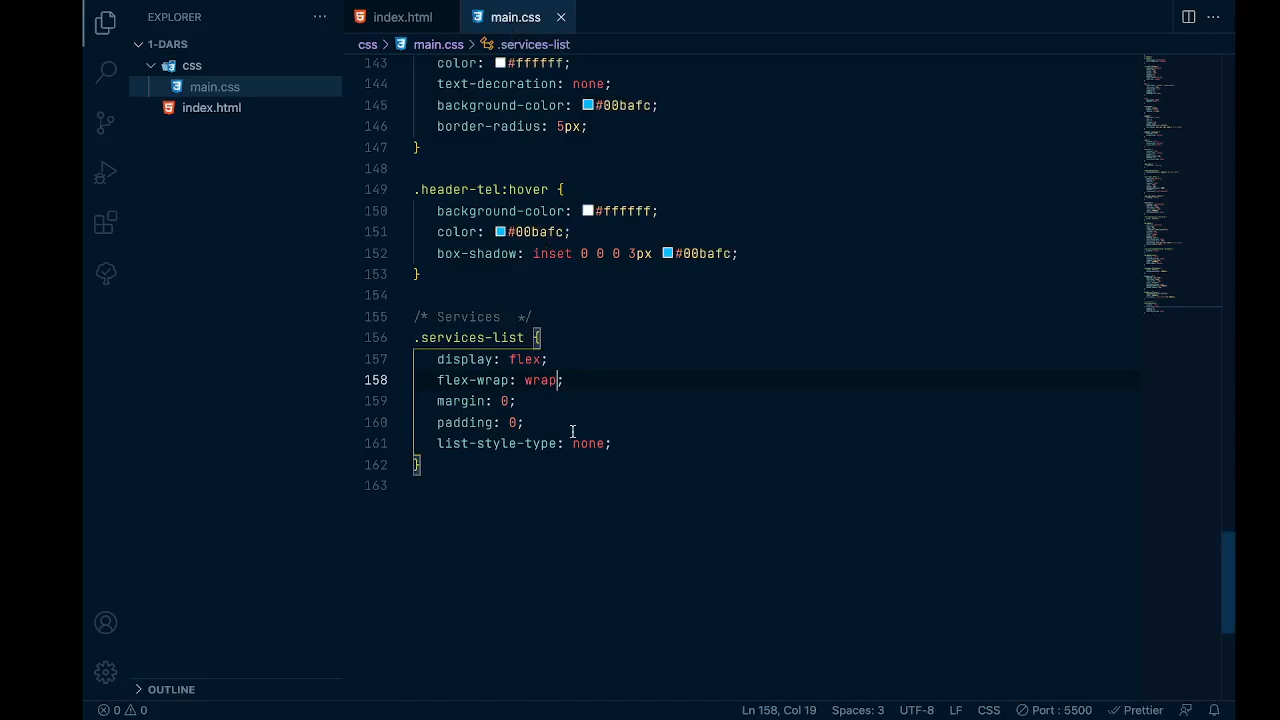 EXPLORER
index.html
main.css
1-DARS
css
main.css
index.html
css > main.css > .services-list
143 color: #ffffff;
144 text-decoration: none;
145 background-color: #00bafc;
146 border-radius: 5px;
147 }
148
149 .header-tel:hover {
150 background-color: #ffffff;
151 color: #00bafc;
152 box-shadow: inset 0 0 0 3px #00bafc;
153 }
154
155 /* Services  */
156 .services-list {
157 display: flex;
158 flex-wrap: wrap;
159 margin: 0;
160 padding: 0;
161 list-style-type: none;
162 }
163
OUTLINE
0 0
Ln 158, Col 19 Spaces: 3 UTF-8 LF CSS Port : 5500 Prettier